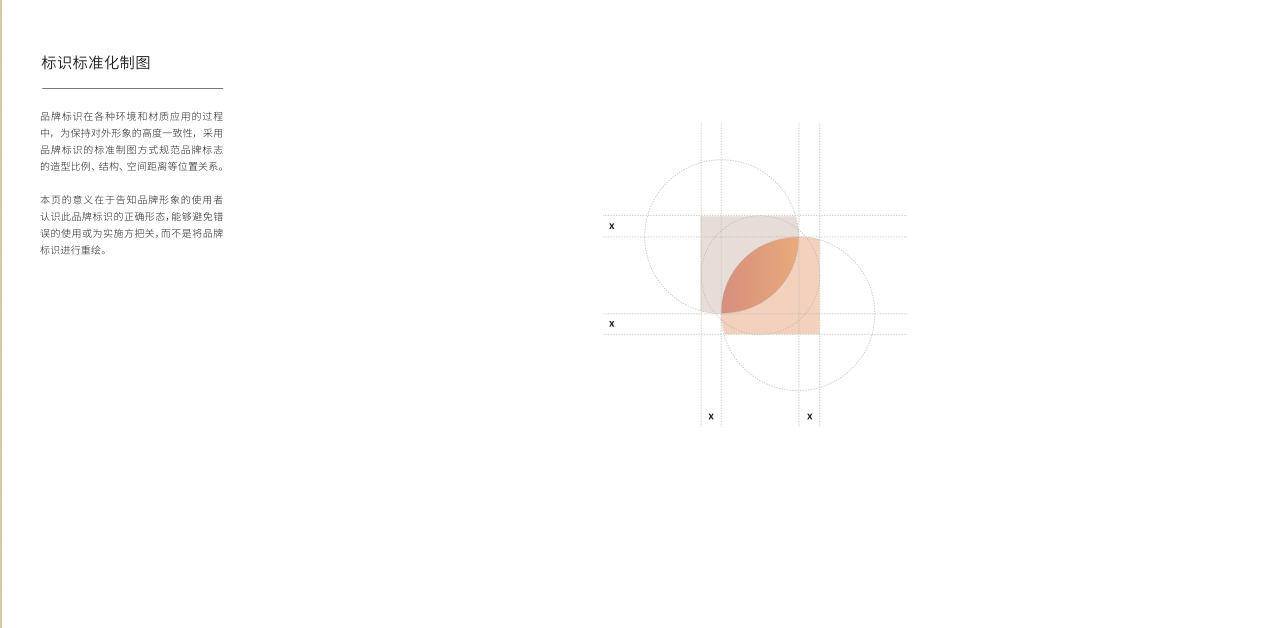 标识标准化制图
品牌标识在各种环境和材质应用的过程
中，为保持对外形象的高度一致性，采用
品牌标识的标准制图方式规范品牌标志
的造型比例、结构、空间距离等位置关系。
本页的意义在于告知品牌形象的使用者
认识此品牌标识的正确形态，能够避免错
误的使用或为实施方把关，而不是将品牌
标识进行重绘。
x
x
x
x